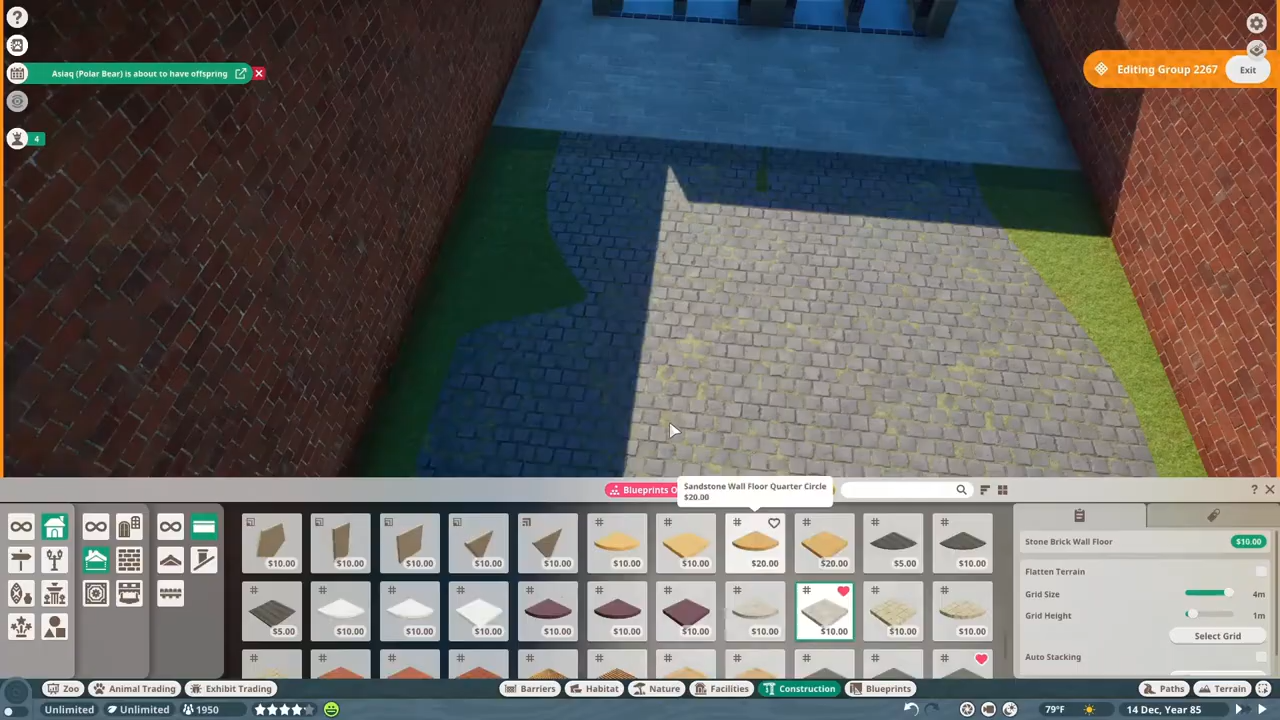 ?
Asiaq (Polar Bear) is about to have offspring
4
Editing Group 2267 Exit
Sandstone Wall Floor Quarter Circle
$20.00
Blueprints O
? ×
$10.00 $10.00 $10.00 $10.00 $10.00 $10.00 $10.00 $20.00 $20.00 $5.00 $10.00
$5.00 $10.00 $10.00 $10.00 $10.00 $10.00 $10.00 $10.00 $10.00 $10.00 $10.00
Stone Brick Wall Floor $10.00
Flatten Terrain
Grid Size 4m
Grid Height 1m
Select Grid
Auto Stacking
Zoo Animal Trading Exhibit Trading Barriers Habitat Nature Facilities Construction Blueprints Paths Terrain
Unlimited Unlimited 1950 79°F 14 Dec, Year 85